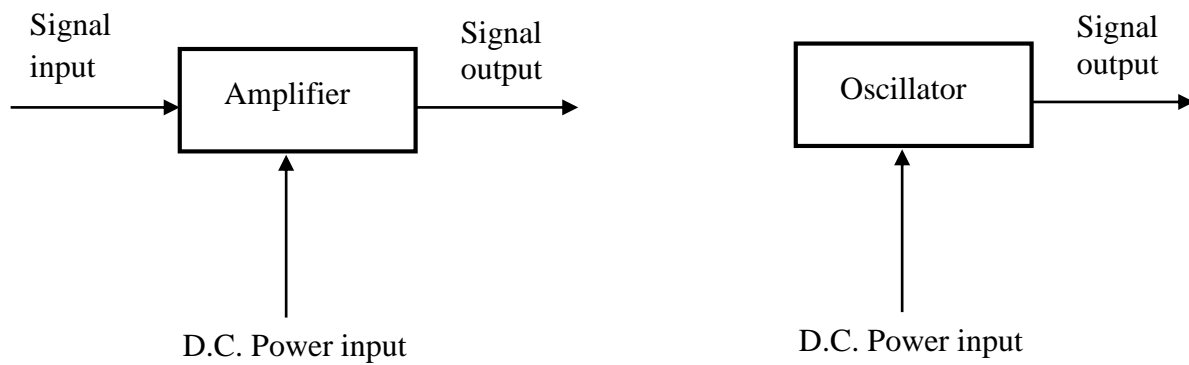 Signal
input
Amplifier
Signal
output
D.C. Power input
Oscillator
Signal
output
D.C. Power input